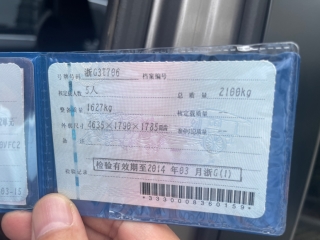 号牌号码 浙G3T706 档案编号
核定载人数 5人 总质量 2100kg
整备质量 1627kg 核定载质量 --
外廓尺寸 4635×1790×1785mm 准牵引总质量 --
备注
检验有效期至2014年03月浙G(1)
检验记录
*3330008360159*